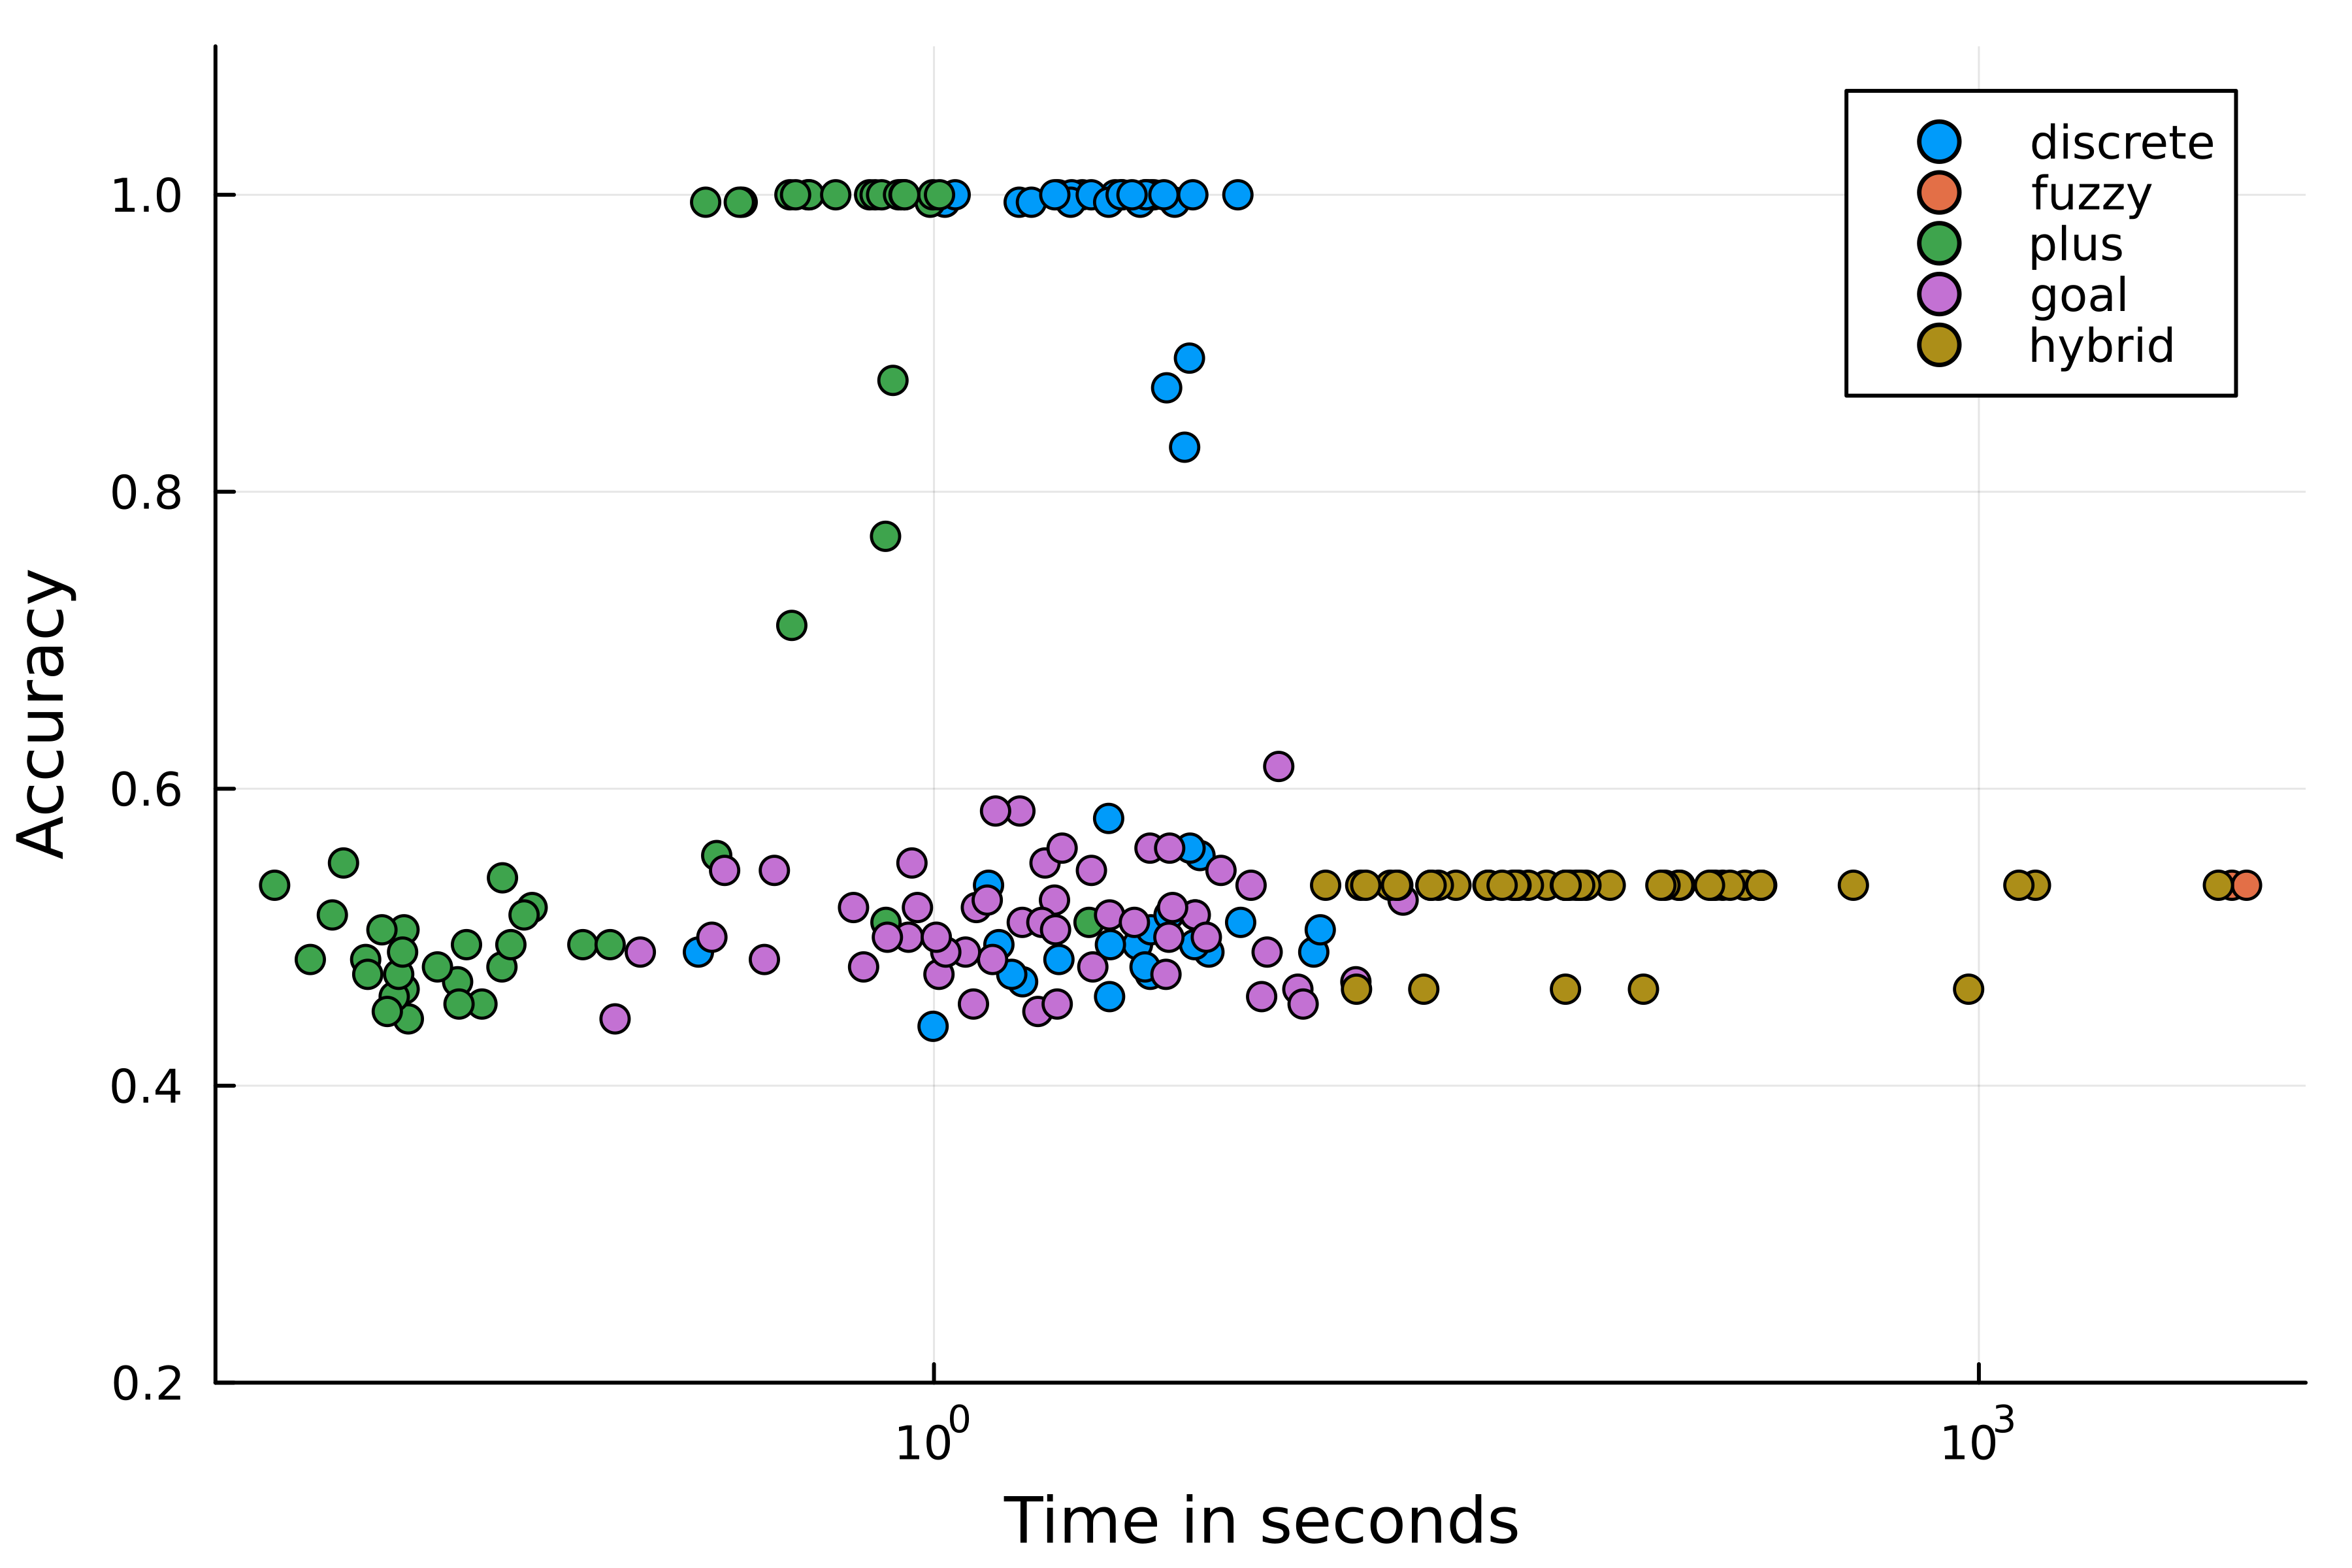 1.0
0.8
0.6
0.4
0.2
Accuracy
10^0
10^3
Time in seconds
discrete
fuzzy
plus
goal
hybrid